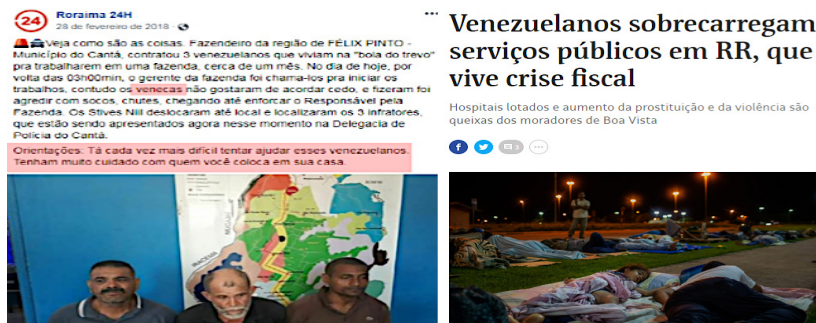 24
Roraima 24H
28 de fevereiro de 2018
Veja como são as coisas. Fazendeiro da região de FÉLIX PINTO -
Município do Cantá, contratou 3 venezuelanos que viviam na "bola do trevo"
pra trabalharem em uma fazenda, cerca de um mês. No dia de hoje, por
volta das 03h00min, o gerente da fazenda foi chama-los pra iniciar os
trabalhos, contudo os venecas não gostaram de acordar cedo, e fizeram foi
agredir com socos, chutes, chegando até enforcar o Responsável pela
Fazenda. Os Stives Niil deslocaram até local e localizaram os 3 infratores,
que estão sendo apresentados agora nesse momento na Delegacia de
Polícia do Cantá.
Orientações: Tá cada vez mais difícil tentar ajudar esses venezuelanos.
Tenham muito cuidado com quem você coloca em sua casa.
Venezuelanos sobrecarregam
serviços públicos em RR, que
vive crise fiscal
Hospitais lotados e aumento da prostituição e da violência são
queixas dos moradores de Boa Vista
3